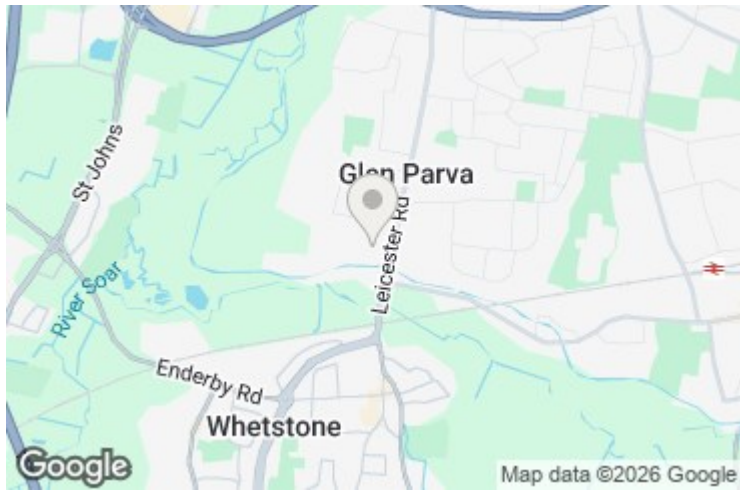 St Johns
Glen Parva
Leicester Rd
River Soar
Enderby Rd
Whetstone
Google
Map data ©2026 Google